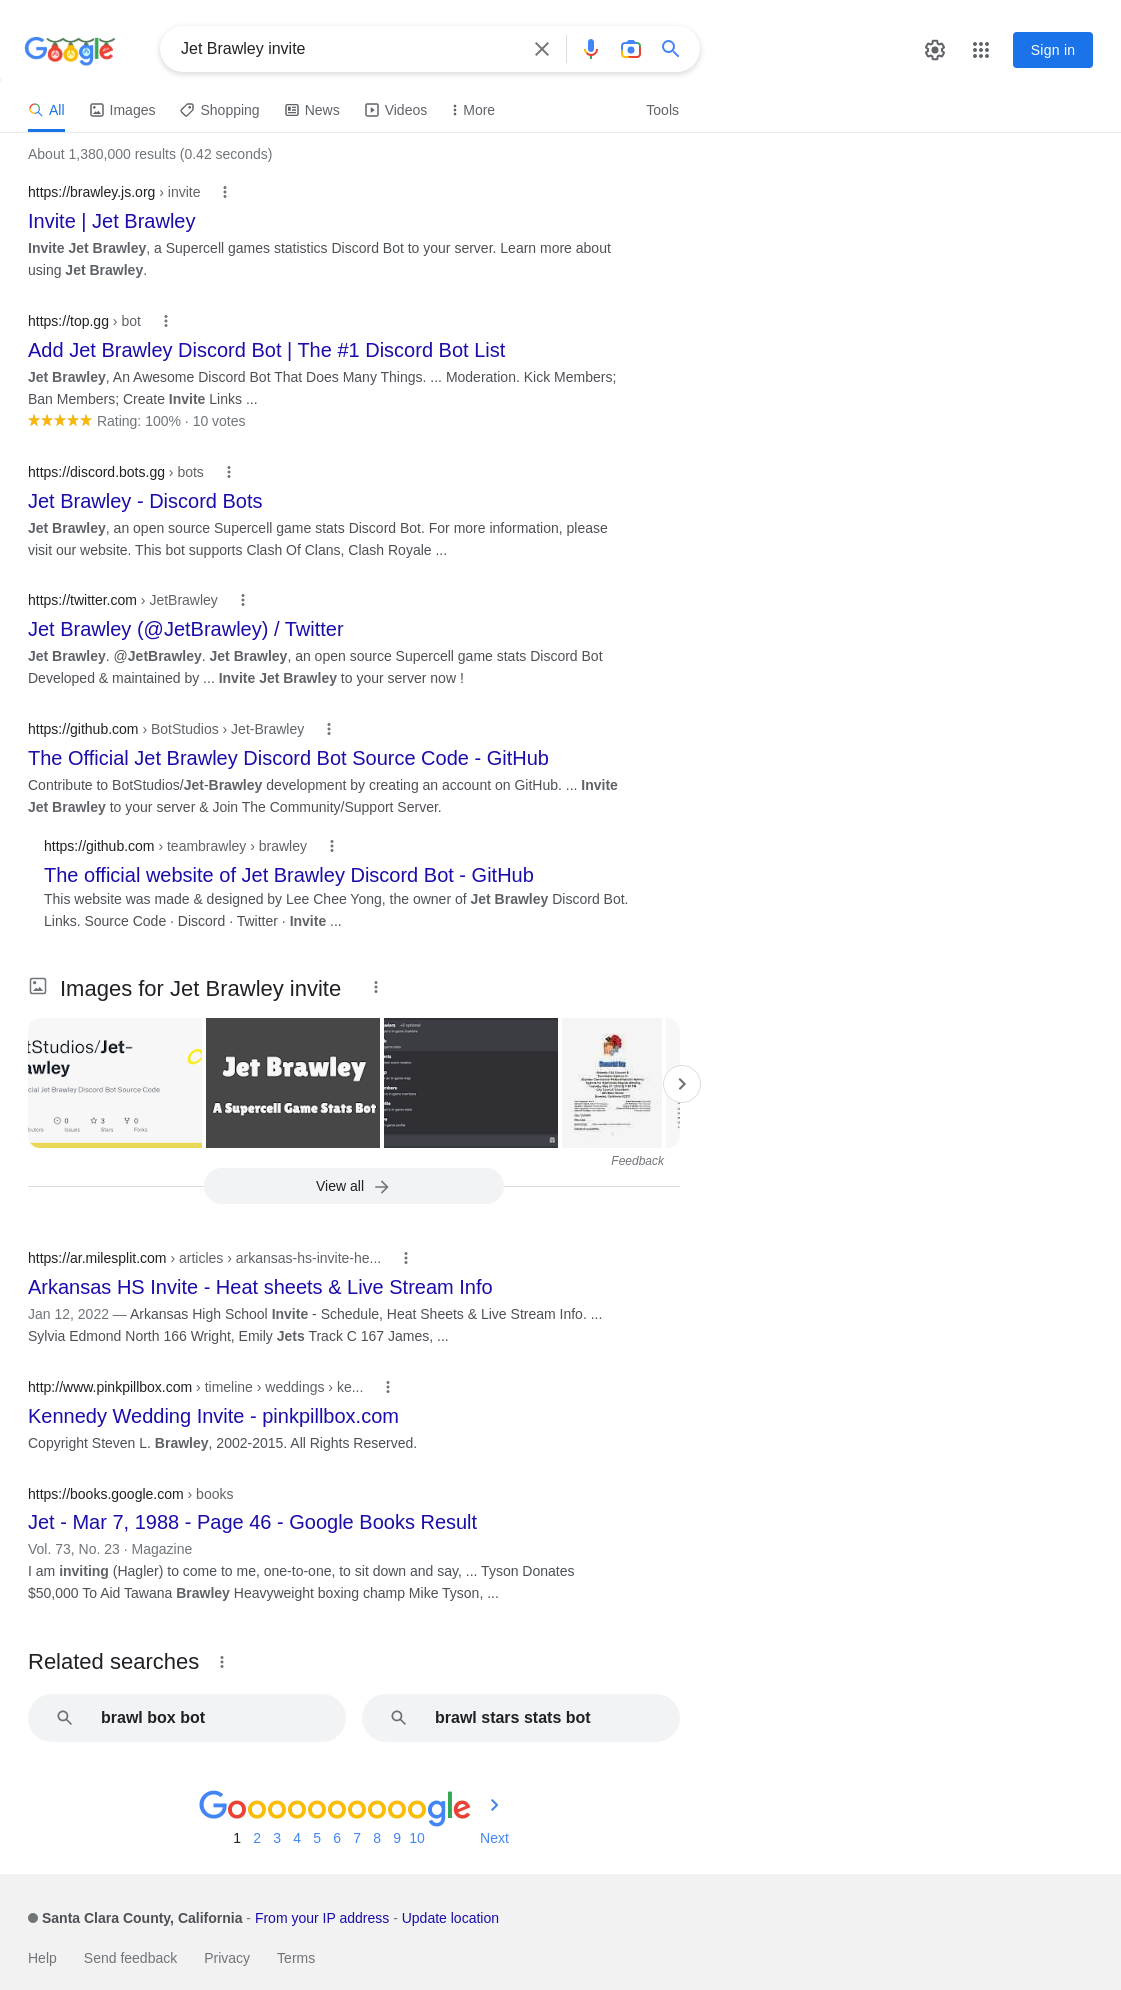 Google
Jet Brawley invite
Sign in
All
Images
Shopping
News
Videos
More
Tools
About 1,380,000 results (0.42 seconds)
https://brawley.js.org › invite
Invite | Jet Brawley
Invite Jet Brawley, a Supercell games statistics Discord Bot to your server. Learn more about
using Jet Brawley.
https://top.gg › bot
Add Jet Brawley Discord Bot | The #1 Discord Bot List
Jet Brawley, An Awesome Discord Bot That Does Many Things. ... Moderation. Kick Members;
Ban Members; Create Invite Links ...
Rating: 100% · 10 votes
https://discord.bots.gg › bots
Jet Brawley - Discord Bots
Jet Brawley, an open source Supercell game stats Discord Bot. For more information, please
visit our website. This bot supports Clash Of Clans, Clash Royale ...
https://twitter.com › JetBrawley
Jet Brawley (@JetBrawley) / Twitter
Jet Brawley. @JetBrawley. Jet Brawley, an open source Supercell game stats Discord Bot
Developed & maintained by ... Invite Jet Brawley to your server now !
https://github.com › BotStudios › Jet-Brawley
The Official Jet Brawley Discord Bot Source Code - GitHub
Contribute to BotStudios/Jet-Brawley development by creating an account on GitHub. ... Invite
Jet Brawley to your server & Join The Community/Support Server.
https://github.com › teambrawley › brawley
The official website of Jet Brawley Discord Bot - GitHub
This website was made & designed by Lee Chee Yong, the owner of Jet Brawley Discord Bot.
Links. Source Code · Discord · Twitter · Invite ...
Images for Jet Brawley invite
tStudios/Jet-
awley
cial Jet Brawley Discord Bot Source Code
0
3
0
Issues
Stars
Forks
Jet Brawley
A Supercell Game Stats Bot
Feedback
View all
https://ar.milesplit.com › articles › arkansas-hs-invite-he...
Arkansas HS Invite - Heat sheets & Live Stream Info
Jan 12, 2022 — Arkansas High School Invite - Schedule, Heat Sheets & Live Stream Info. ...
Sylvia Edmond North 166 Wright, Emily Jets Track C 167 James, ...
http://www.pinkpillbox.com › timeline › weddings › ke...
Kennedy Wedding Invite - pinkpillbox.com
Copyright Steven L. Brawley, 2002-2015. All Rights Reserved.
https://books.google.com › books
Jet - Mar 7, 1988 - Page 46 - Google Books Result
Vol. 73, No. 23 · Magazine
I am inviting (Hagler) to come to me, one-to-one, to sit down and say, ... Tyson Donates
$50,000 To Aid Tawana Brawley Heavyweight boxing champ Mike Tyson, ...
Related searches
brawl box bot
brawl stars stats bot
Goooooooooogle
1 2 3 4 5 6 7 8 9 10 Next
Santa Clara County, California - From your IP address - Update location
Help
Send feedback
Privacy
Terms